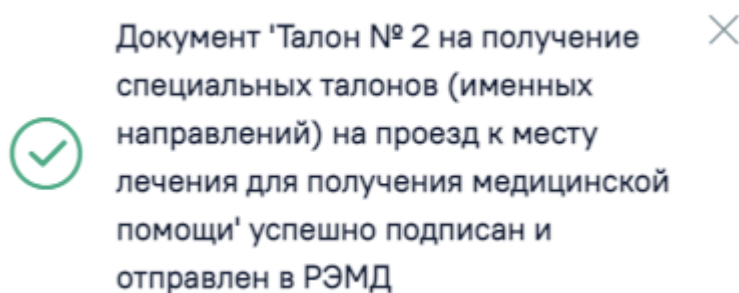 Документ 'Талон № 2 на получение
специальных талонов (именных
направлений) на проезд к месту
лечения для получения медицинской
помощи' успешно подписан и
отправлен в РЭМД